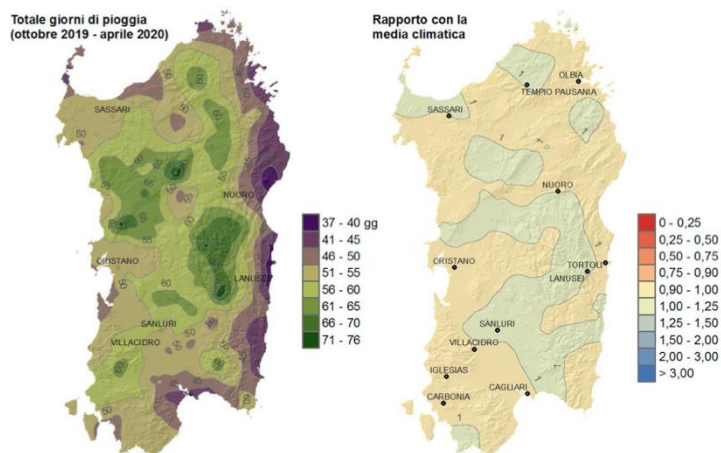 Totale giorni di pioggia
(ottobre 2019 - aprile 2020)
SASSARI
NUORO
ORISTANO
LANUSEI
SANLURI
VILLACIDRO
37 - 40 gg
41 - 45
46 - 50
51 - 55
56 - 60
61 - 65
66 - 70
71 - 76
Rapporto con la
media climatica
OLBIA
TEMPIO PAUSANIA
SASSARI
NUORO
ORISTANO
TORTOLI
LANUSEI
SANLURI
VILLACIDRO
IGLESIAS
CAGLIARI
CARBONIA
0 - 0,25
0,25 - 0,50
0,50 - 0,75
0,75 - 0,90
0,90 - 1,00
1,00 - 1,25
1,25 - 1,50
1,50 - 2,00
2,00 - 3,00
> 3,00